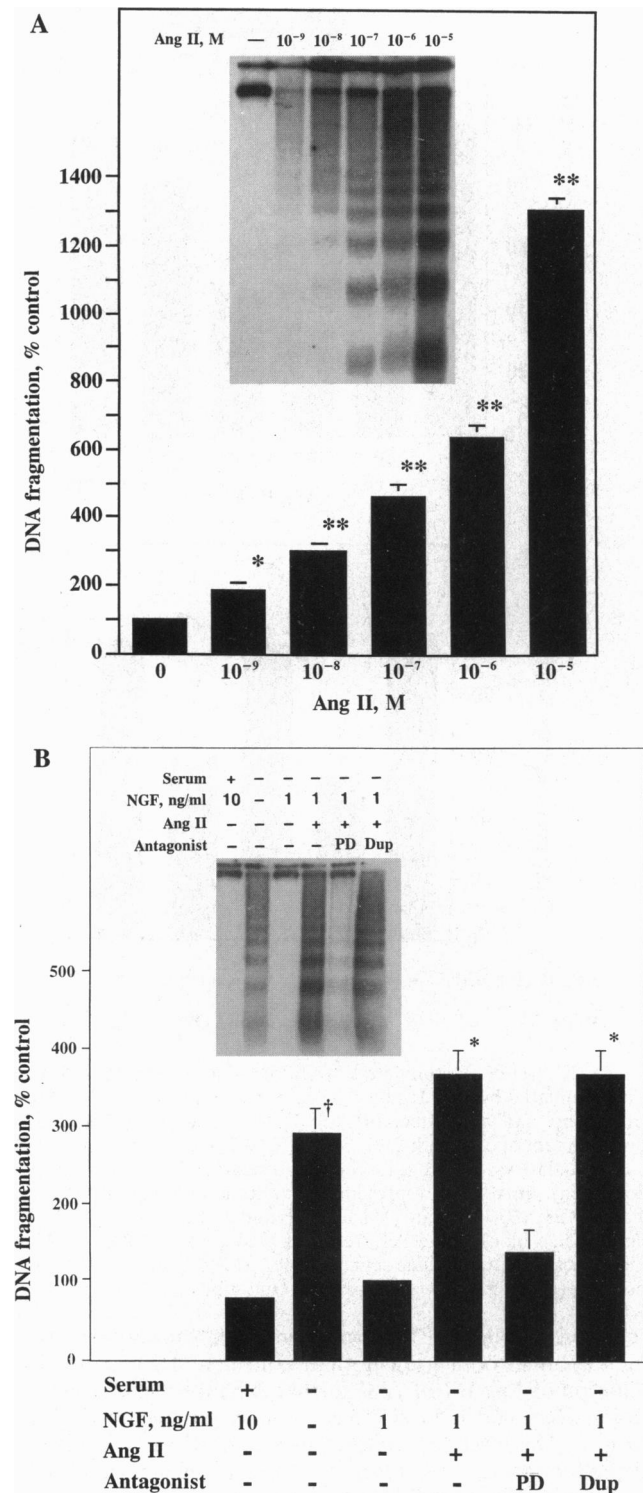 A
Ang II, M — 10⁻⁹ 10⁻⁸ 10⁻⁷ 10⁻⁶ 10⁻⁵
DNA fragmentation, % control
1400
1200
1000
800
600
400
200
0
*
**
**
**
**
0 10⁻⁹ 10⁻⁸ 10⁻⁷ 10⁻⁶ 10⁻⁵
Ang II, M
B
Serum + – – – – –
NGF, ng/ml 10 – 1 1 1 1
Ang II – – – + + +
Antagonist – – – – PD Dup
DNA fragmentation, % control
500
400
300
200
100
0
†
*
*
Serum + - - - - -
NGF, ng/ml 10 - 1 1 1 1
Ang II - - - + + +
Antagonist - - - - PD Dup